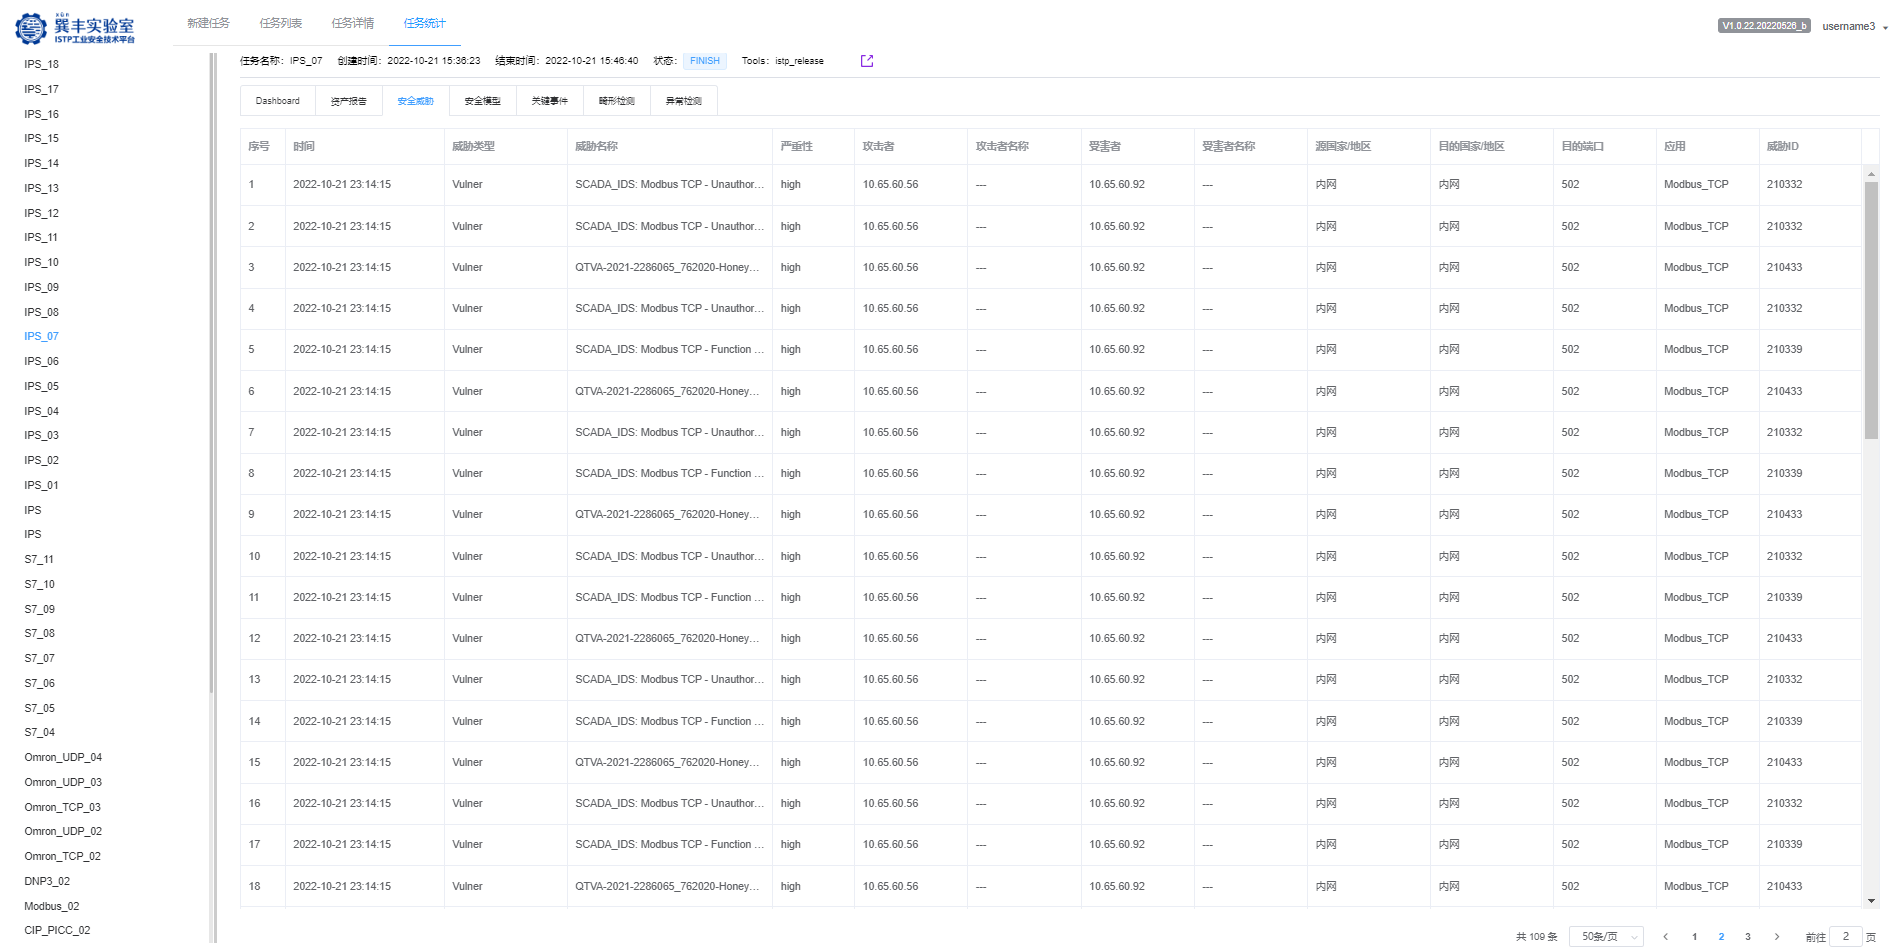 xùn
巽丰实验室
ISTP工业安全技术平台
新建任务 任务列表 任务详情 任务统计
V1.0.22.20220526_b username3
任务名称： IPS_07 创建时间： 2022-10-21 15:36:23 结束时间： 2022-10-21 15:46:40 状态： FINISH Tools： istp_release
Dashboard 资产报告 安全威胁 安全模型 关键事件 畸形检测 异常检测
IPS_18
IPS_17
IPS_16
IPS_15
IPS_14
IPS_13
IPS_12
IPS_11
IPS_10
IPS_09
IPS_08
IPS_07
IPS_06
IPS_05
IPS_04
IPS_03
IPS_02
IPS_01
IPS
IPS
S7_11
S7_10
S7_09
S7_08
S7_07
S7_06
S7_05
S7_04
Omron_UDP_04
Omron_UDP_03
Omron_TCP_03
Omron_UDP_02
Omron_TCP_02
DNP3_02
Modbus_02
CIP_PICC_02
序号 时间 威胁类型 威胁名称 严重性 攻击者 攻击者名称 受害者 受害者名称 源国家/地区 目的国家/地区 目的端口 应用 威胁ID
1 2022-10-21 23:14:15 Vulner SCADA_IDS: Modbus TCP - Unauthor... high 10.65.60.56 --- 10.65.60.92 --- 内网 内网 502 Modbus_TCP 210332
2 2022-10-21 23:14:15 Vulner SCADA_IDS: Modbus TCP - Unauthor... high 10.65.60.56 --- 10.65.60.92 --- 内网 内网 502 Modbus_TCP 210332
3 2022-10-21 23:14:15 Vulner QTVA-2021-2286065_762020-Honey... high 10.65.60.56 --- 10.65.60.92 --- 内网 内网 502 Modbus_TCP 210433
4 2022-10-21 23:14:15 Vulner SCADA_IDS: Modbus TCP - Unauthor... high 10.65.60.56 --- 10.65.60.92 --- 内网 内网 502 Modbus_TCP 210332
5 2022-10-21 23:14:15 Vulner SCADA_IDS: Modbus TCP - Function ... high 10.65.60.56 --- 10.65.60.92 --- 内网 内网 502 Modbus_TCP 210339
6 2022-10-21 23:14:15 Vulner QTVA-2021-2286065_762020-Honey... high 10.65.60.56 --- 10.65.60.92 --- 内网 内网 502 Modbus_TCP 210433
7 2022-10-21 23:14:15 Vulner SCADA_IDS: Modbus TCP - Unauthor... high 10.65.60.56 --- 10.65.60.92 --- 内网 内网 502 Modbus_TCP 210332
8 2022-10-21 23:14:15 Vulner SCADA_IDS: Modbus TCP - Function ... high 10.65.60.56 --- 10.65.60.92 --- 内网 内网 502 Modbus_TCP 210339
9 2022-10-21 23:14:15 Vulner QTVA-2021-2286065_762020-Honey... high 10.65.60.56 --- 10.65.60.92 --- 内网 内网 502 Modbus_TCP 210433
10 2022-10-21 23:14:15 Vulner SCADA_IDS: Modbus TCP - Unauthor... high 10.65.60.56 --- 10.65.60.92 --- 内网 内网 502 Modbus_TCP 210332
11 2022-10-21 23:14:15 Vulner SCADA_IDS: Modbus TCP - Function ... high 10.65.60.56 --- 10.65.60.92 --- 内网 内网 502 Modbus_TCP 210339
12 2022-10-21 23:14:15 Vulner QTVA-2021-2286065_762020-Honey... high 10.65.60.56 --- 10.65.60.92 --- 内网 内网 502 Modbus_TCP 210433
13 2022-10-21 23:14:15 Vulner SCADA_IDS: Modbus TCP - Unauthor... high 10.65.60.56 --- 10.65.60.92 --- 内网 内网 502 Modbus_TCP 210332
14 2022-10-21 23:14:15 Vulner SCADA_IDS: Modbus TCP - Function ... high 10.65.60.56 --- 10.65.60.92 --- 内网 内网 502 Modbus_TCP 210339
15 2022-10-21 23:14:15 Vulner QTVA-2021-2286065_762020-Honey... high 10.65.60.56 --- 10.65.60.92 --- 内网 内网 502 Modbus_TCP 210433
16 2022-10-21 23:14:15 Vulner SCADA_IDS: Modbus TCP - Unauthor... high 10.65.60.56 --- 10.65.60.92 --- 内网 内网 502 Modbus_TCP 210332
17 2022-10-21 23:14:15 Vulner SCADA_IDS: Modbus TCP - Function ... high 10.65.60.56 --- 10.65.60.92 --- 内网 内网 502 Modbus_TCP 210339
18 2022-10-21 23:14:15 Vulner QTVA-2021-2286065_762020-Honey... high 10.65.60.56 --- 10.65.60.92 --- 内网 内网 502 Modbus_TCP 210433
共 109 条 50条/页 1 2 3 前往 2 页